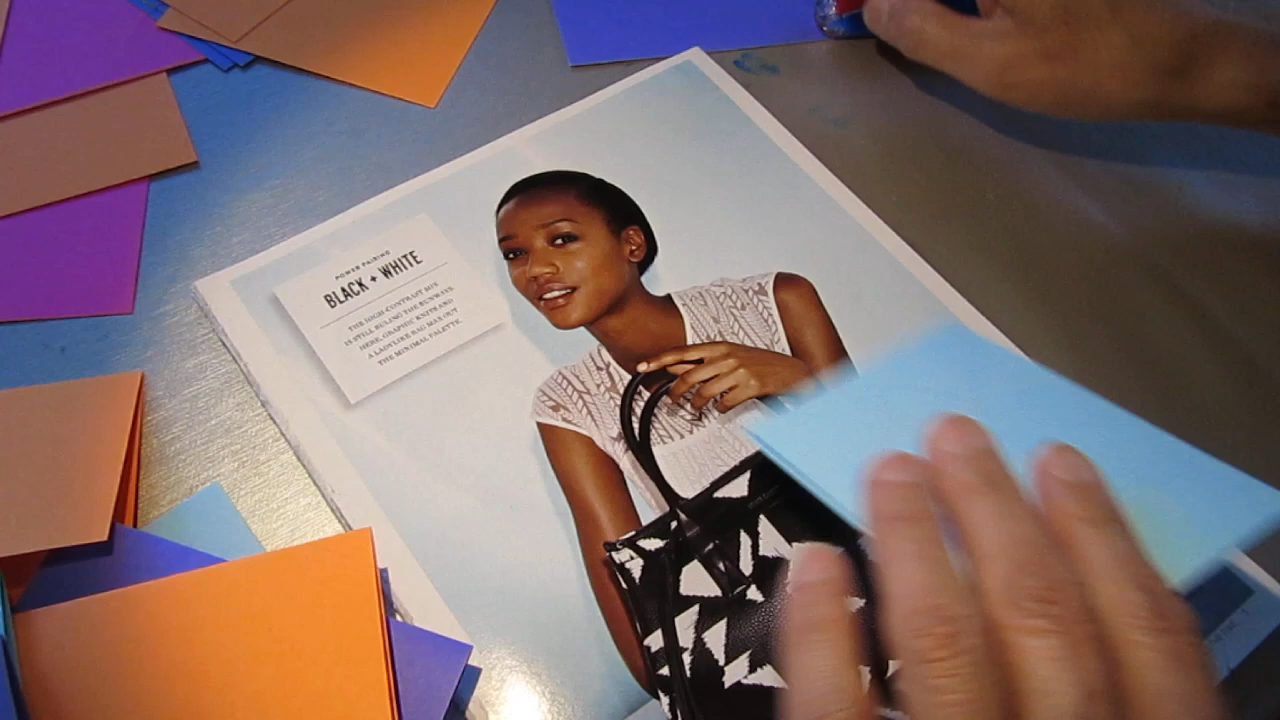 POWER PAIRING
BLACK + WHITE
THE HIGH-CONTRAST MIX
IS STILL RULING THE RUNWAYS.
HERE, GRAPHIC KNITS AND
A LADYLIKE BAG MAX OUT
THE MINIMAL PALETTE.